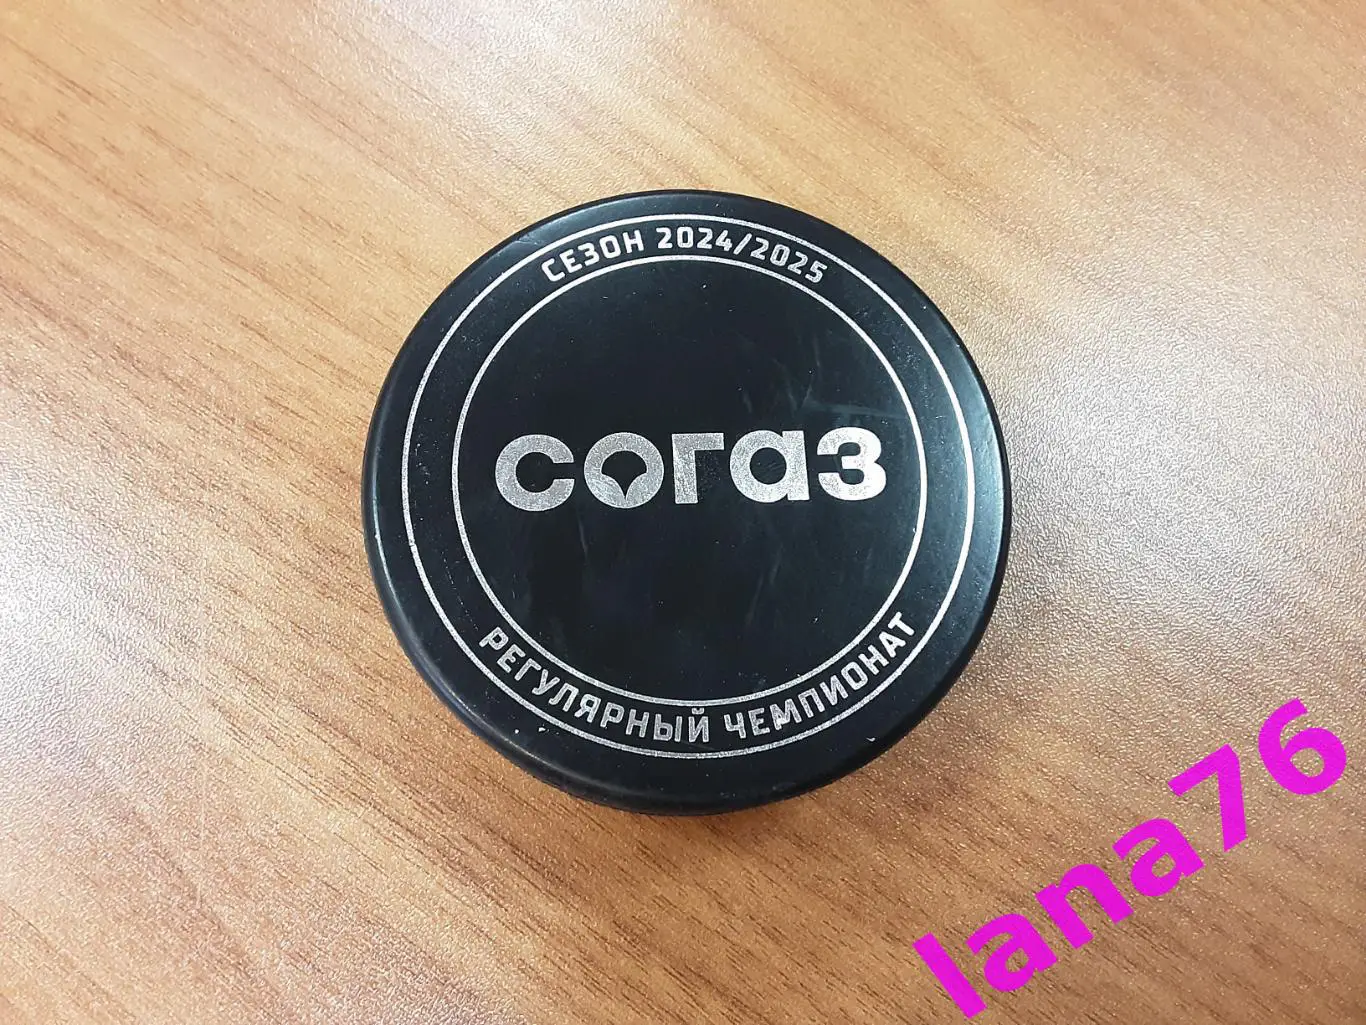 СЕЗОН 2024/2025
согаз
РЕГУЛЯРНЫЙ ЧЕМПИОНАТ
lana76